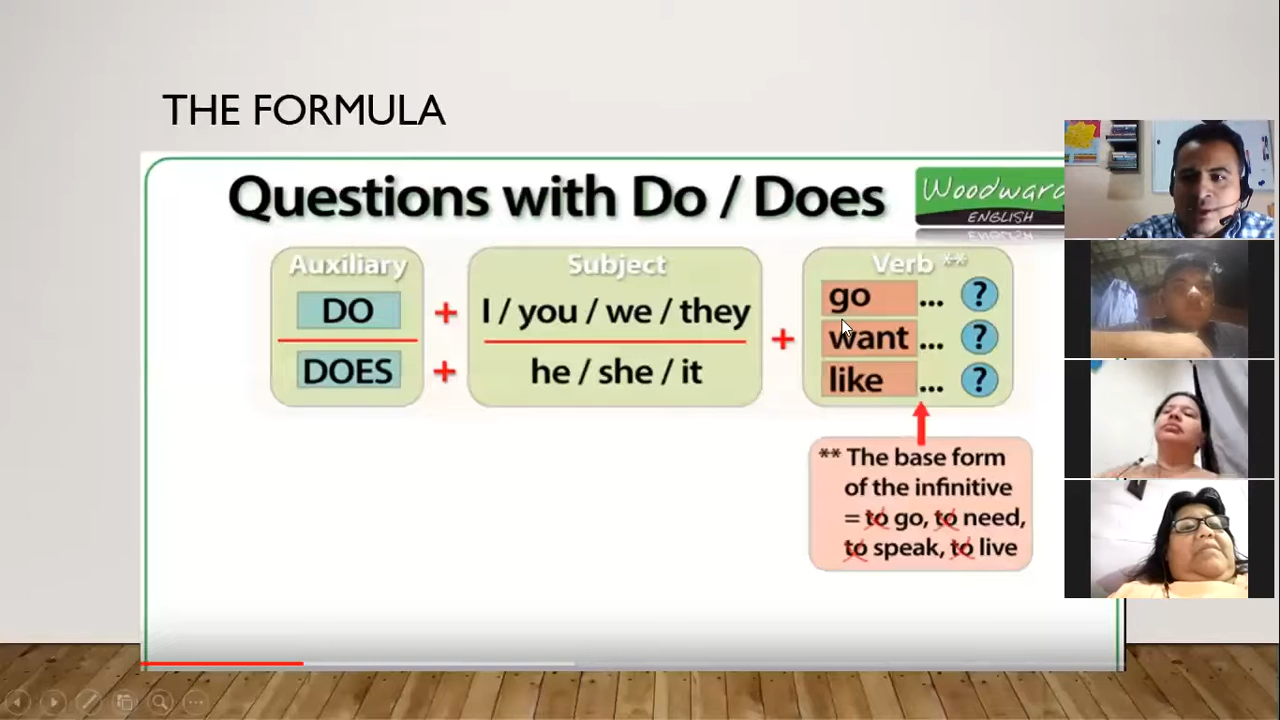 THE FORMULA
Questions with Do / Does
Woodward
ENGLISH
Auxiliary
DO
DOES
+
+
Subject
I / you / we / they
he / she / it
+
Verb **
go ... ?
want ... ?
like ... ?
** The base form
of the infinitive
= to go, to need,
to speak, to live